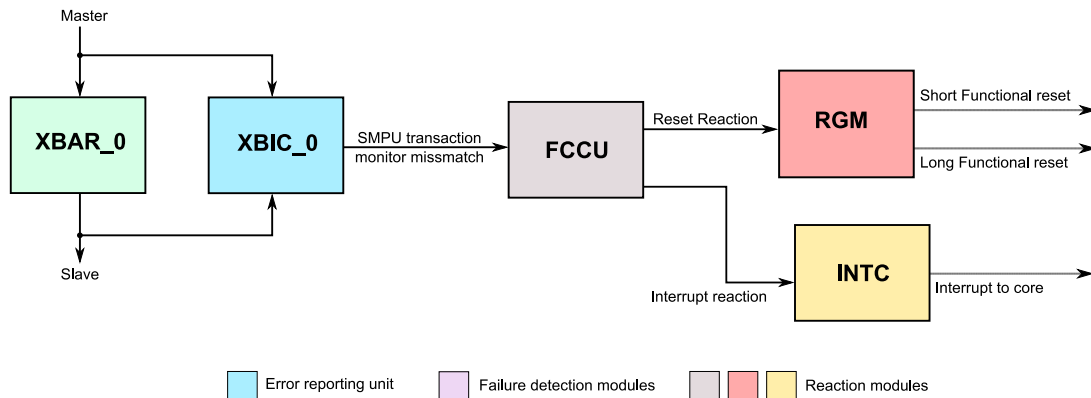 Master
XBAR_0
XBIC_0
SMPU transaction
monitor missmatch
FCCU
Reset Reaction
RGM
Short Functional reset
Long Functional reset
Slave
Interrupt reaction
INTC
Interrupt to core
Error reporting unit
Failure detection modules
Reaction modules